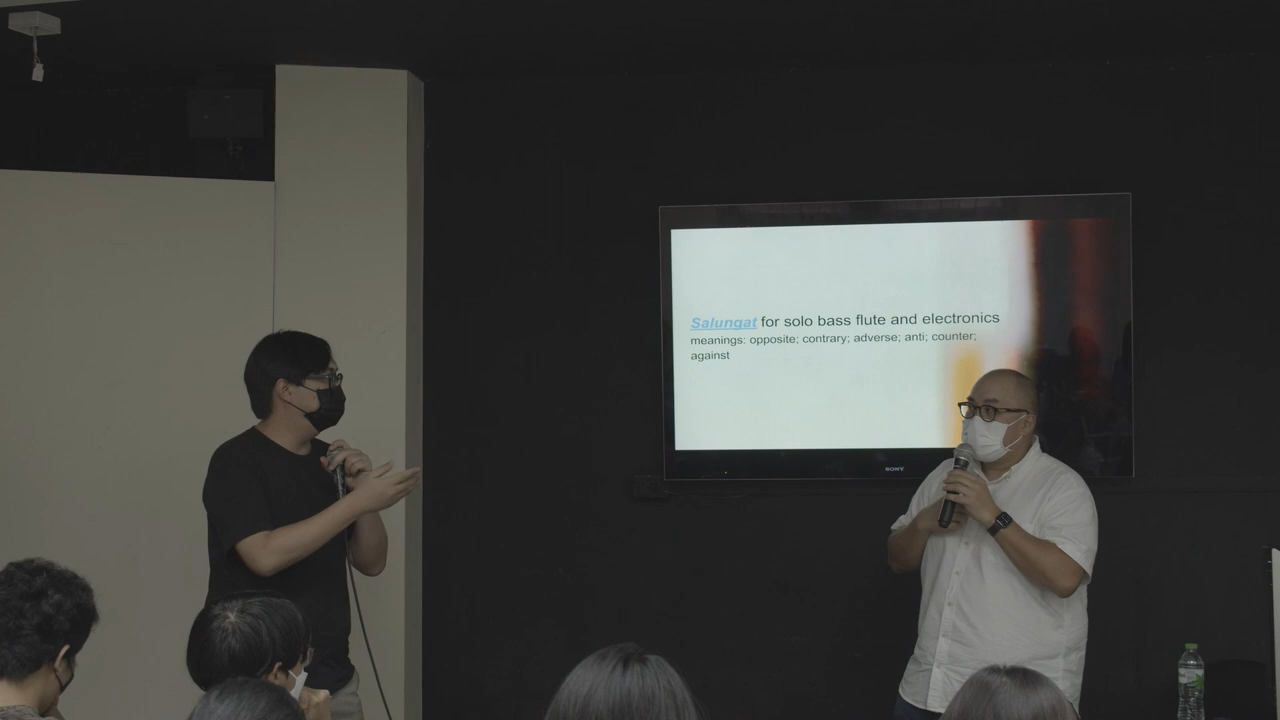 Salungat for solo bass flute and electronics
meanings: opposite; contrary; adverse; anti; counter;
against
SONY